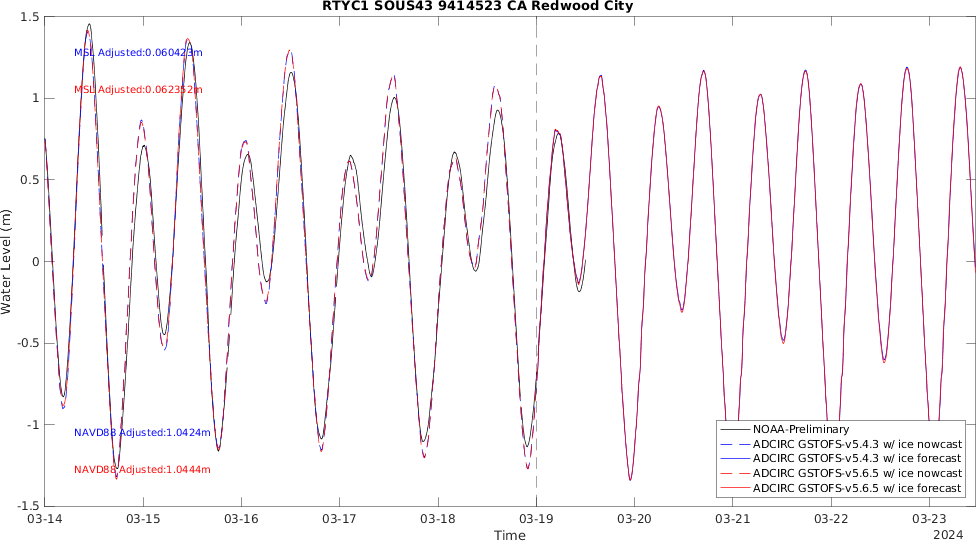 RTYC1 SOUS43 9414523 CA Redwood City
1.5
1
0.5
0
-0.5
-1
-1.5
Water Level (m)
MSL Adjusted:0.060423m
MSL Adjusted:0.062352m
NAVD88 Adjusted:1.0424m
NAVD88 Adjusted:1.0444m
NOAA-Preliminary
ADCIRC GSTOFS-v5.4.3 w/ ice nowcast
ADCIRC GSTOFS-v5.4.3 w/ ice forecast
ADCIRC GSTOFS-v5.6.5 w/ ice nowcast
ADCIRC GSTOFS-v5.6.5 w/ ice forecast
03-14 03-15 03-16 03-17 03-18 03-19 03-20 03-21 03-22 03-23
Time
2024